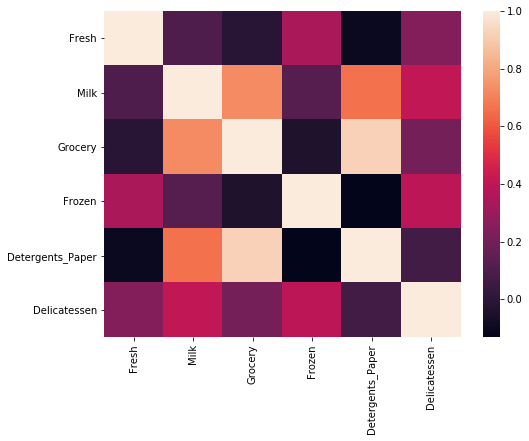 Fresh
Milk
Grocery
Frozen
Detergents_Paper
Delicatessen
Fresh
Milk
Grocery
Frozen
Detergents_Paper
Delicatessen
1.0
0.8
0.6
0.4
0.2
0.0